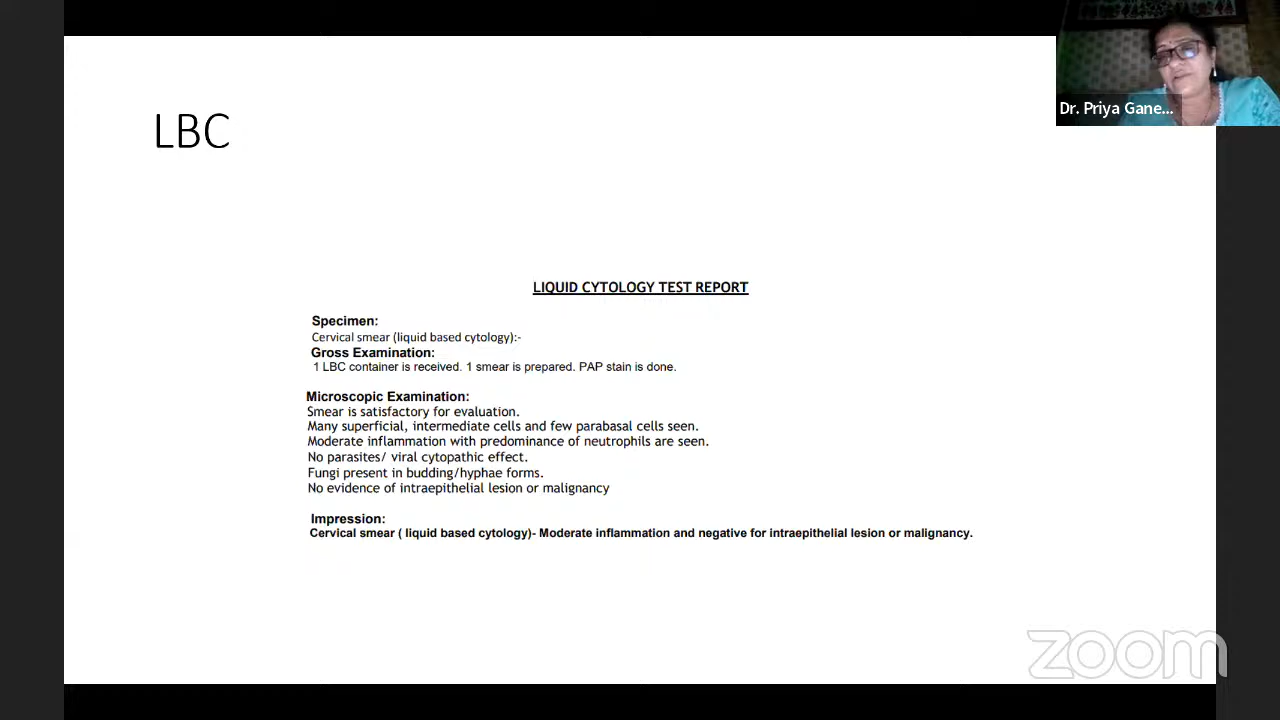 LBC
Dr. Priya Gane...
LIQUID CYTOLOGY TEST REPORT
Specimen:
Cervical smear (liquid based cytology):-
Gross Examination:
1 LBC container is received. 1 smear is prepared. PAP stain is done.
Microscopic Examination:
Smear is satisfactory for evaluation.
Many superficial, intermediate cells and few parabasal cells seen.
Moderate inflammation with predominance of neutrophils are seen.
No parasites/ viral cytopathic effect.
Fungi present in budding/hyphae forms.
No evidence of intraepithelial lesion or malignancy
Impression:
Cervical smear ( liquid based cytology)- Moderate inflammation and negative for intraepithelial lesion or malignancy.
zoom